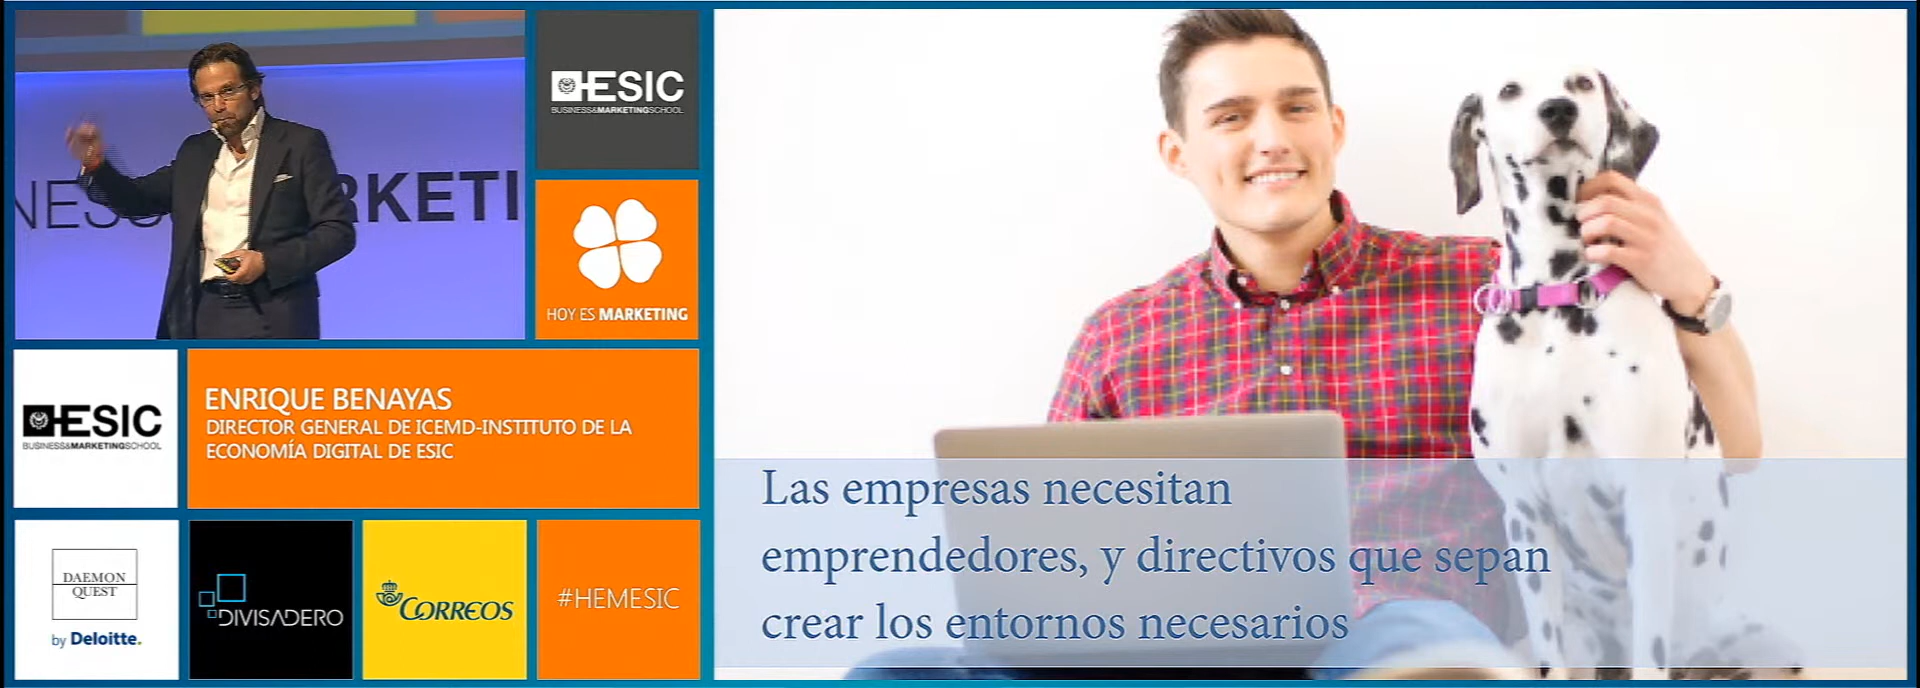 NESS MARKETI
ESIC
BUSINESS&MARKETINGSCHOOL
HOY ES MARKETING
ESIC
BUSINESS&MARKETINGSCHOOL
ENRIQUE BENAYAS
DIRECTOR GENERAL DE ICEMD-INSTITUTO DE LA
ECONOMÍA DIGITAL DE ESIC
DAEMON
QUEST
by Deloitte.
DIVISADERO
CORREOS
#HEMESIC
Las empresas necesitan
emprendedores, y directivos que sepan
crear los entornos necesarios